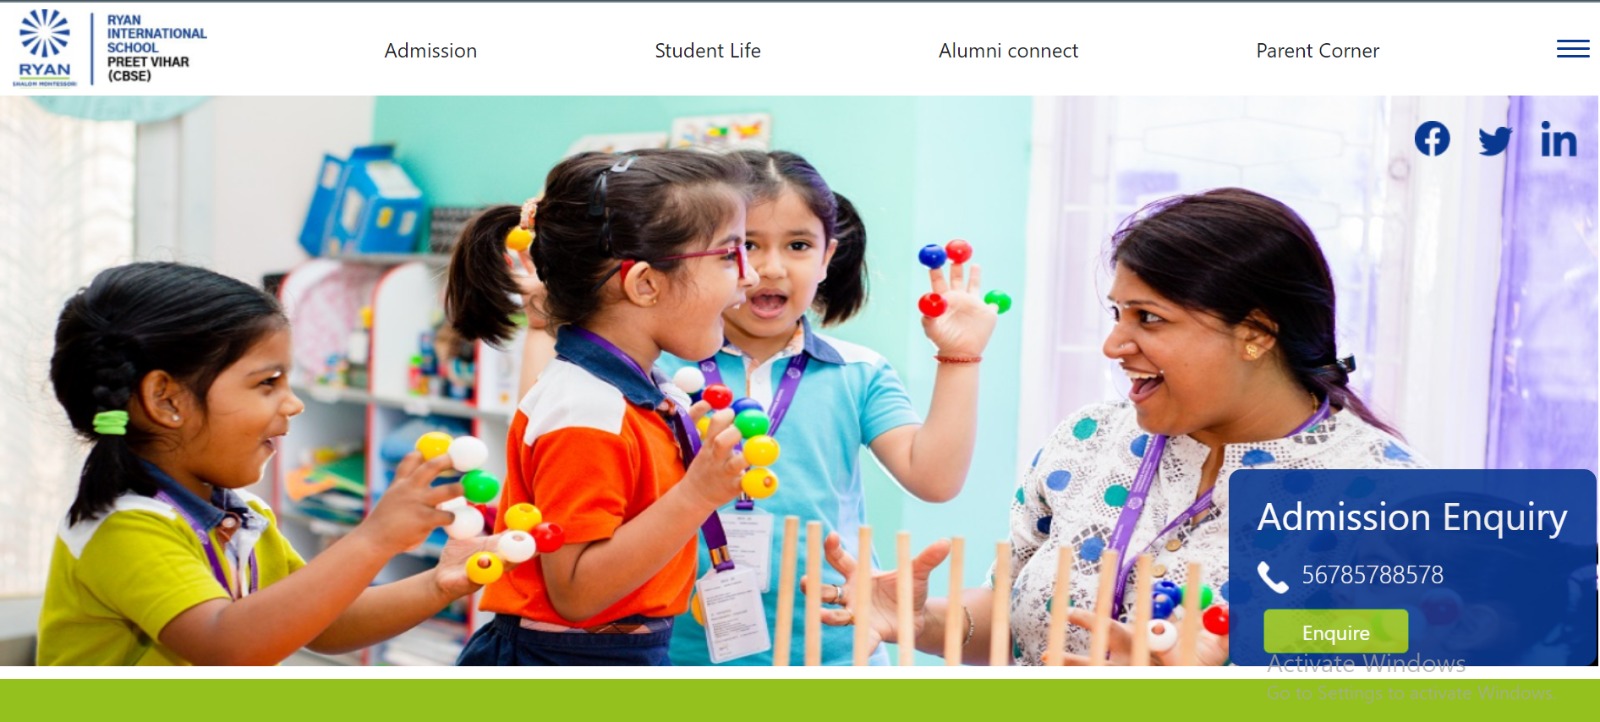 RYAN
SHALOM MONTESSORI
RYAN
INTERNATIONAL
SCHOOL
PREET VIHAR
(CBSE)
Admission
Student Life
Alumni connect
Parent Corner
Admission Enquiry
56785788578
Enquire
Activate Windows
Go to Settings to activate Windows